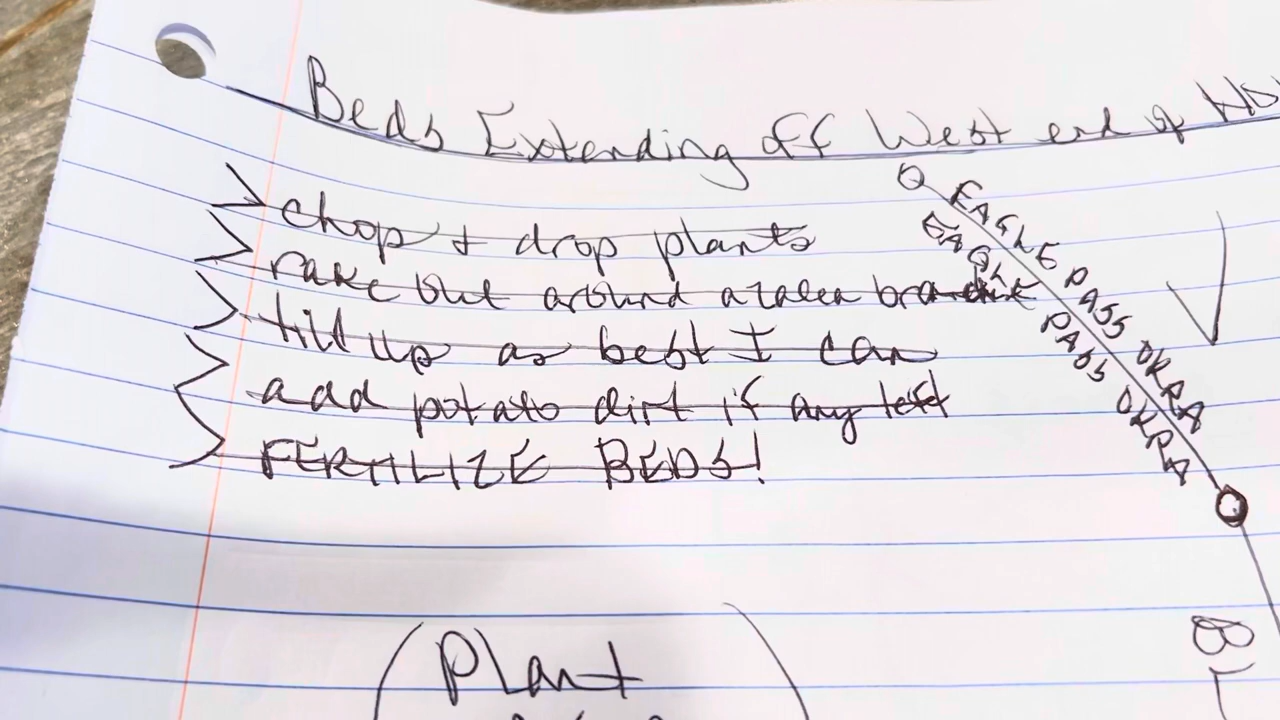 Beds Extending off West end of
chop & drop plants
rake out around azalea
till up as best I can
add potato dirt if any left
FERTILIZE BEDS!
EAGLE PASS OKRA
EAGLE PASS OKRA
Plant